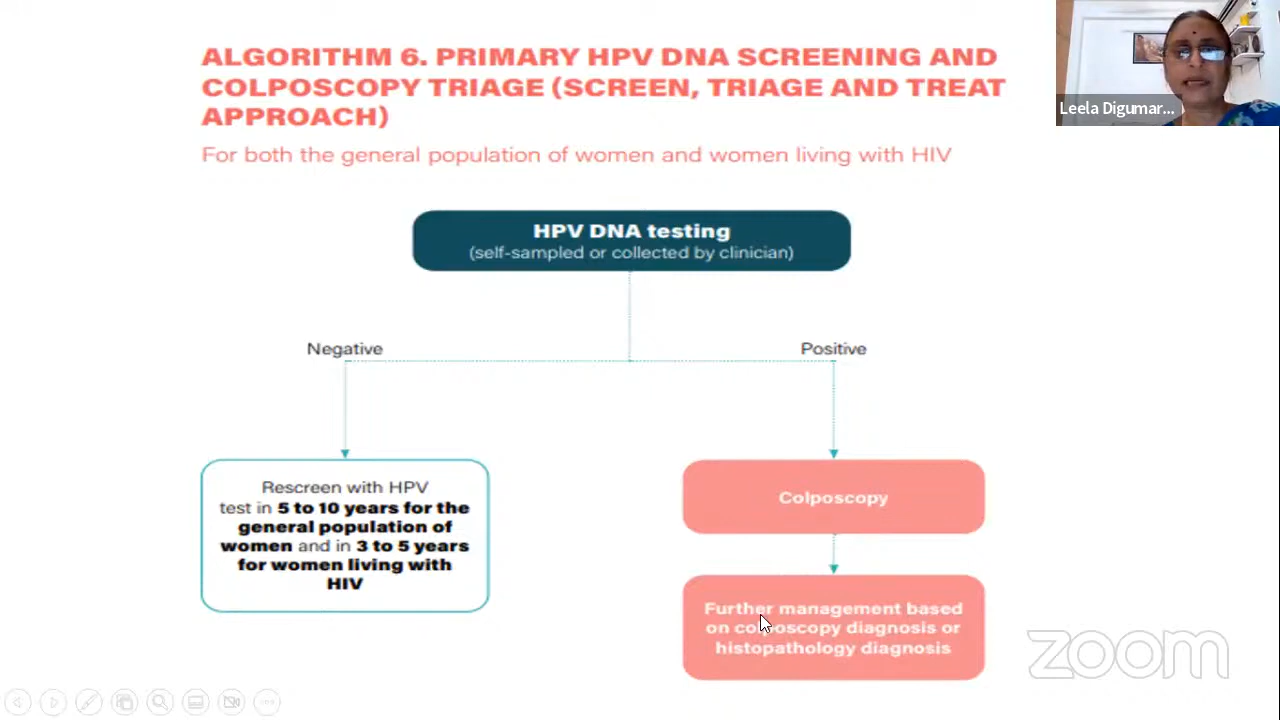 ALGORITHM 6. PRIMARY HPV DNA SCREENING AND
COLPOSCOPY TRIAGE (SCREEN, TRIAGE AND TREAT
APPROACH)
For both the general population of women and women living with HIV
Leela Digumar...
HPV DNA testing
(self-sampled or collected by clinician)
Negative
Positive
Rescreen with HPV
test in 5 to 10 years for the
general population of
women and in 3 to 5 years
for women living with
HIV
Colposcopy
Further management based
on colposcopy diagnosis or
histopathology diagnosis
zoom